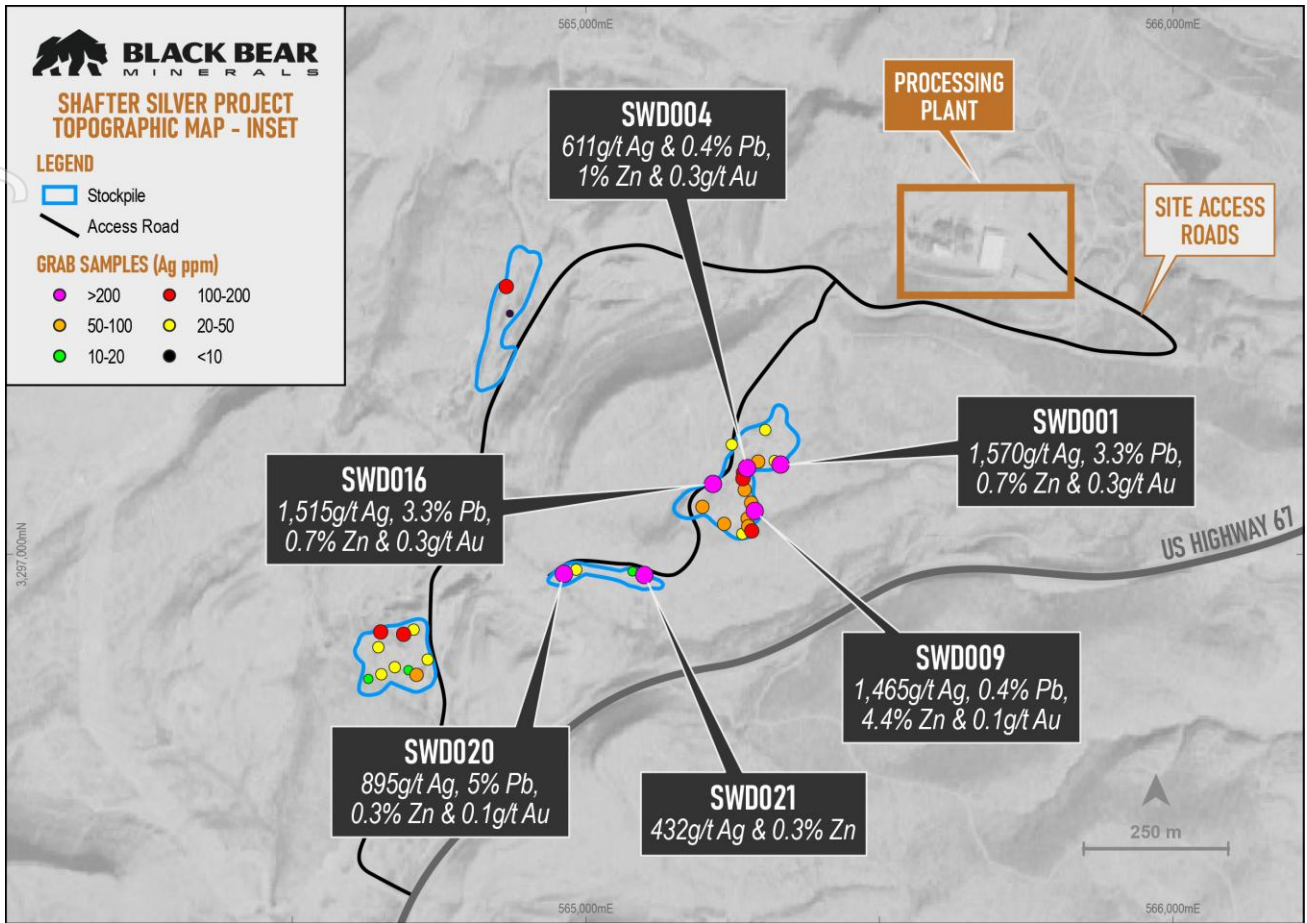 565,000mE
566,000mE
BLACK BEAR
MINERALS
SHAFTER SILVER PROJECT
TOPOGRAPHIC MAP - INSET
LEGEND
Stockpile
Access Road
GRAB SAMPLES (Ag ppm)
>200
100-200
50-100
20-50
10-20
<10
SWD004
611g/t Ag & 0.4% Pb,
1% Zn & 0.3g/t Au
PROCESSING
PLANT
SITE ACCESS
ROADS
SWD001
1,570g/t Ag, 3.3% Pb,
0.7% Zn & 0.3g/t Au
SWD016
1,515g/t Ag, 3.3% Pb,
0.7% Zn & 0.3g/t Au
3,297,000mN
US HIGHWAY 67
SWD009
1,465g/t Ag, 0.4% Pb,
4.4% Zn & 0.1g/t Au
SWD020
895g/t Ag, 5% Pb,
0.3% Zn & 0.1g/t Au
SWD021
432g/t Ag & 0.3% Zn
250 m
565,000mE
566,000mE